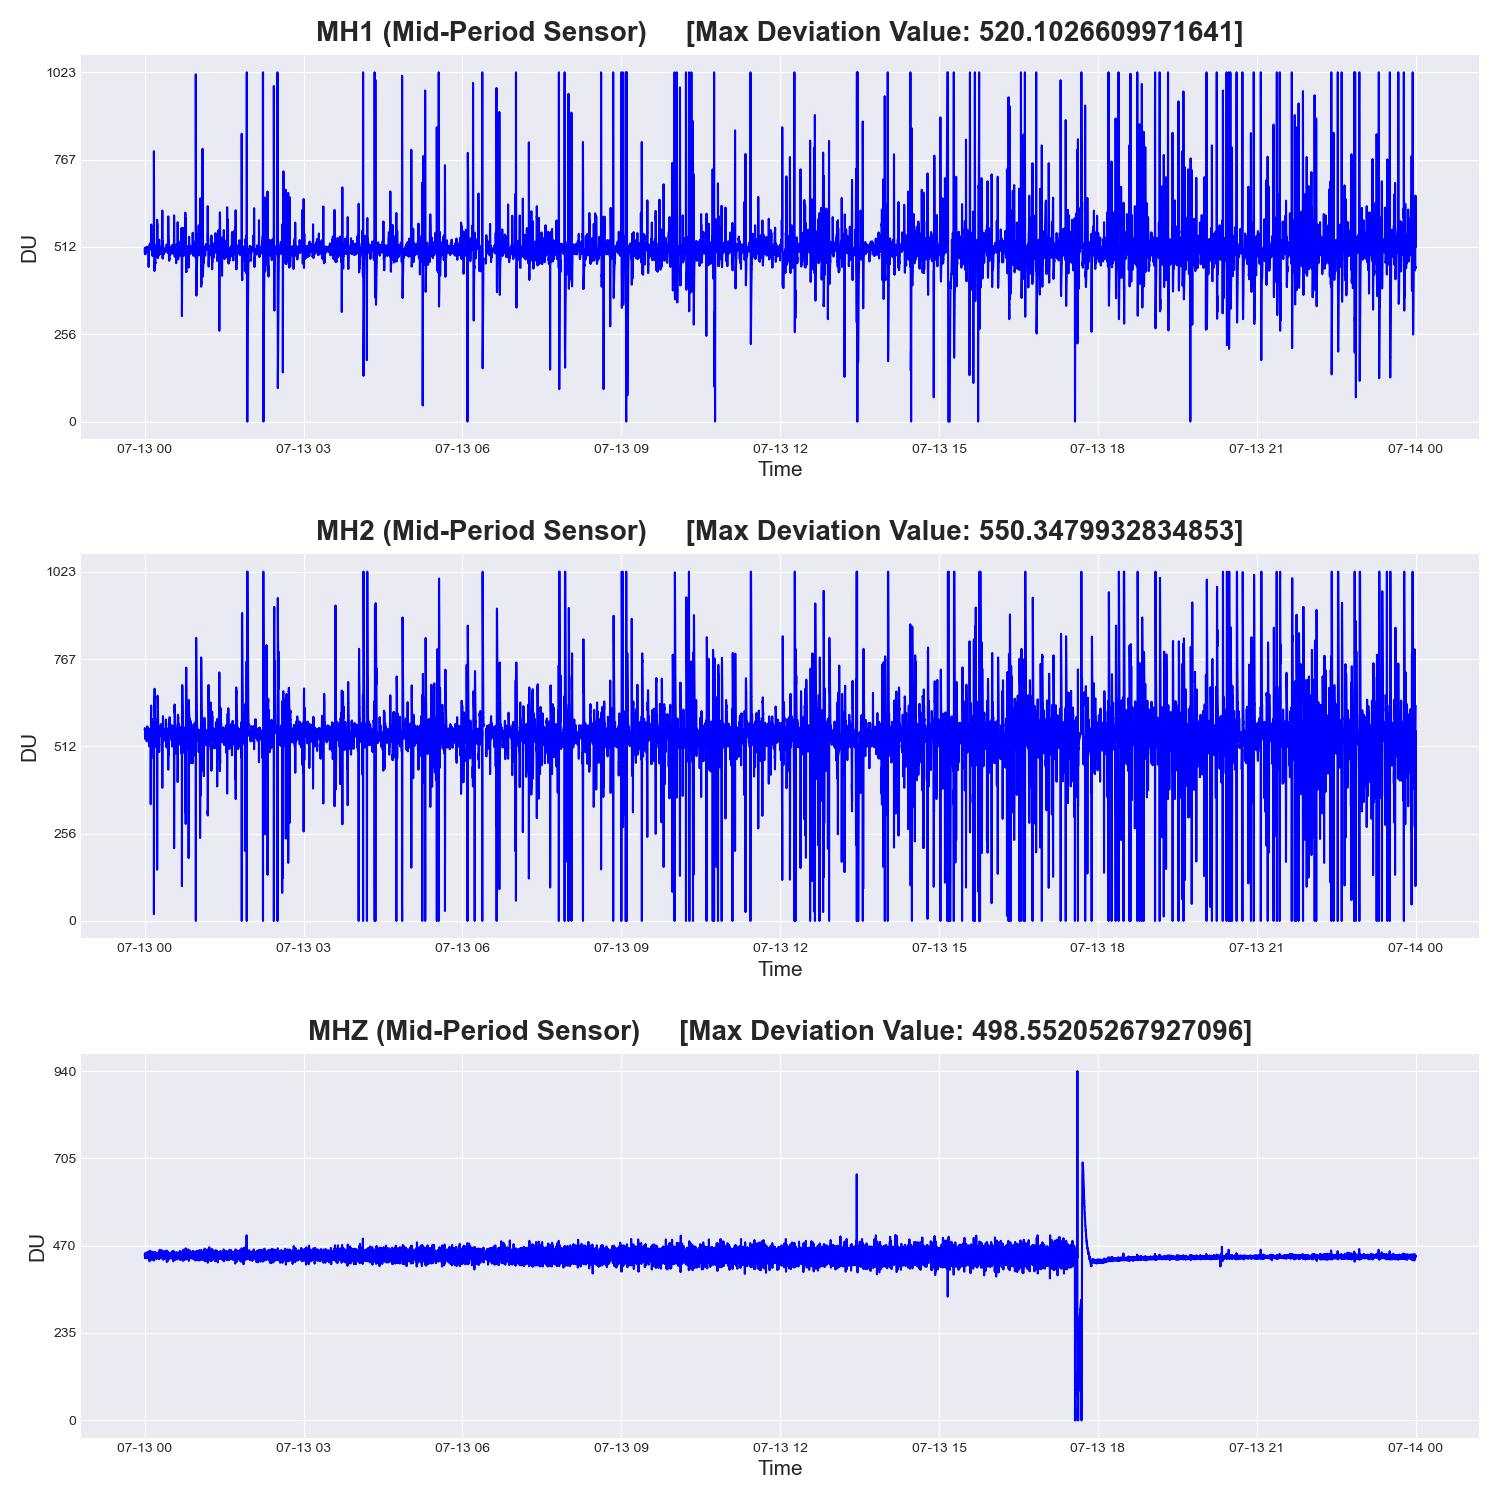 MH1 (Mid-Period Sensor) [Max Deviation Value: 520.1026609971641]
1023
767
512
256
0
DU
07-13 00 07-13 03 07-13 06 07-13 09 07-13 12 07-13 15 07-13 18 07-13 21 07-14 00
Time
MH2 (Mid-Period Sensor) [Max Deviation Value: 550.3479932834853]
1023
767
512
256
0
DU
07-13 00 07-13 03 07-13 06 07-13 09 07-13 12 07-13 15 07-13 18 07-13 21 07-14 00
Time
MHZ (Mid-Period Sensor) [Max Deviation Value: 498.55205267927096]
940
705
470
235
0
DU
07-13 00 07-13 03 07-13 06 07-13 09 07-13 12 07-13 15 07-13 18 07-13 21 07-14 00
Time